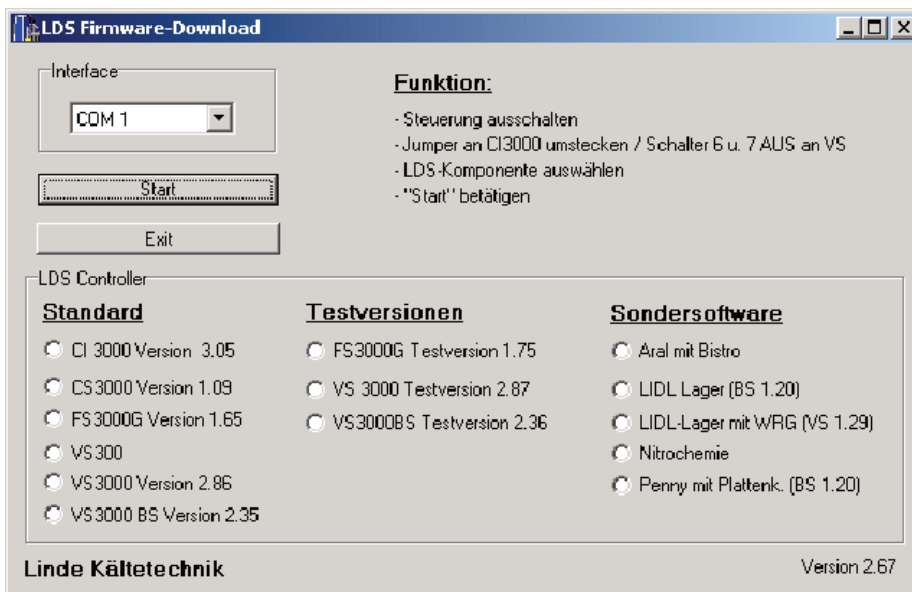 LDS Firmware-Download
Interface
COM 1
Start
Exit
Funktion:
- Steuerung ausschalten
- Jumper an CI3000 umstecken / Schalter 6 u. 7 AUS an VS
- LDS-Komponente auswählen
- "Start" betätigen
LDS Controller
Standard
CI 3000 Version 3.05
CS3000 Version 1.09
FS3000G Version 1.65
VS300
VS3000 Version 2.86
VS3000 BS Version 2.35
Testversionen
FS3000G Testversion 1.75
VS 3000 Testversion 2.87
VS3000BS Testversion 2.36
Sondersoftware
Aral mit Bistro
LIDL Lager (BS 1.20)
LIDL-Lager mit WRG (VS 1.29)
Nitrochemie
Penny mit Plattenk. (BS 1.20)
Linde Kältetechnik
Version 2.67